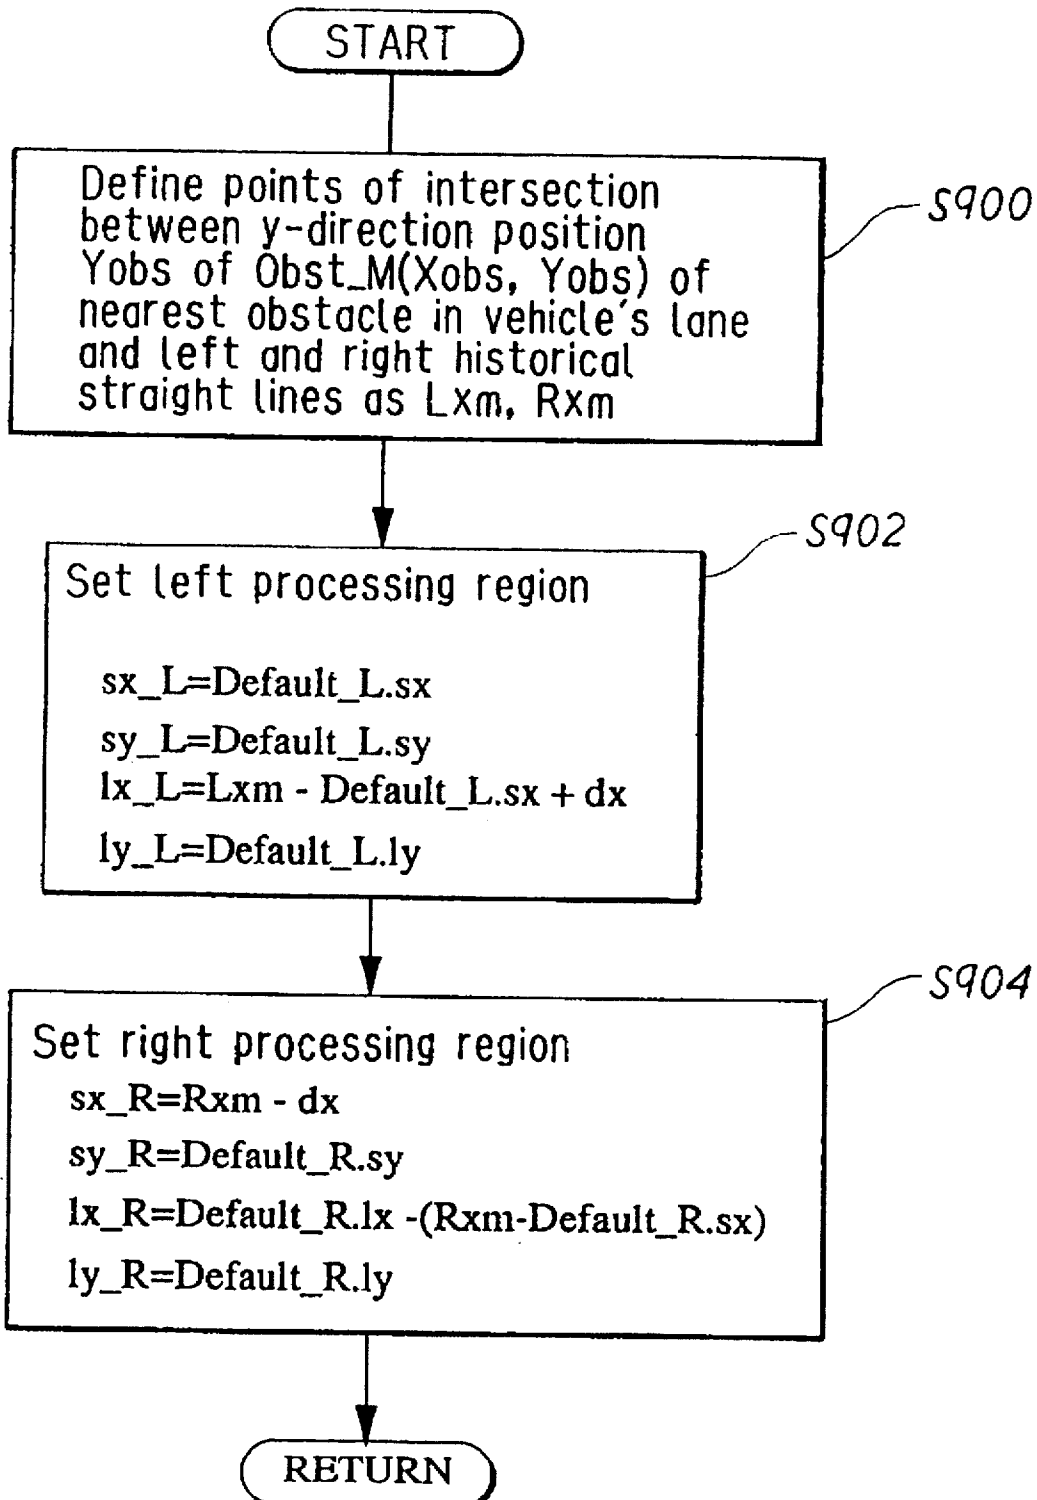 START
Define points of intersection
between y-direction position
Yobs of Obst_M(Xobs, Yobs) of
nearest obstacle in vehicle's lane
and left and right historical
straight lines as Lxm, Rxm
S900
S902
Set left processing region
sx_L=Default_L.sx
sy_L=Default_L.sy
lx_L=Lxm - Default_L.sx + dx
ly_L=Default_L.ly
S904
Set right processing region
sx_R=Rxm - dx
sy_R=Default_R.sy
lx_R=Default_R.lx -(Rxm-Default_R.sx)
ly_R=Default_R.ly
RETURN